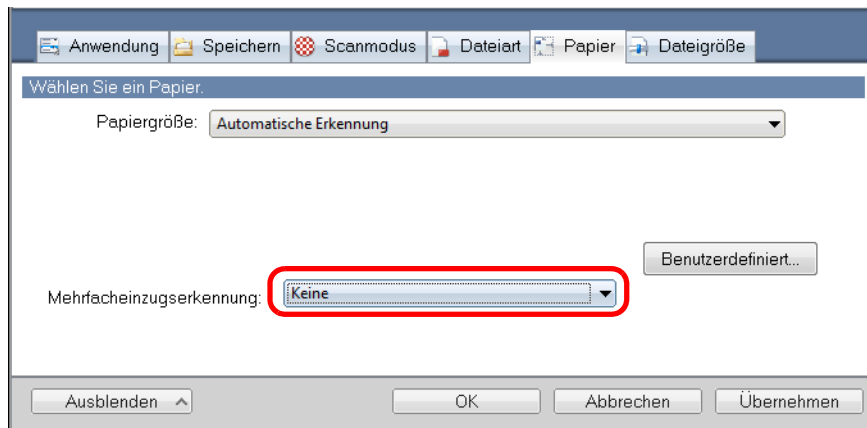 Anwendung Speichern Scanmodus Dateiart Papier Dateigröße
Wählen Sie ein Papier.
Papiergröße: Automatische Erkennung
Benutzerdefiniert...
Mehrfacheinzugserkennung: Keine
Ausblenden OK Abbrechen Übernehmen